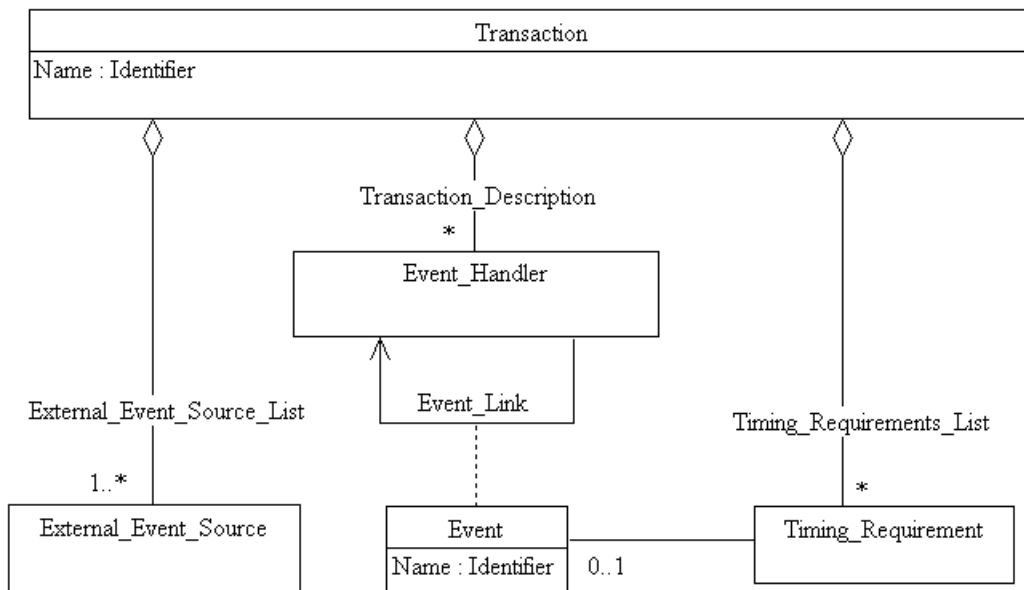 Transaction
Name : Identifier
Transaction_Description
*
Event_Handler
Event_Link
External_Event_Source_List
Timing_Requirements_List
1..*
*
External_Event_Source
Event
Timing_Requirement
Name : Identifier
0..1